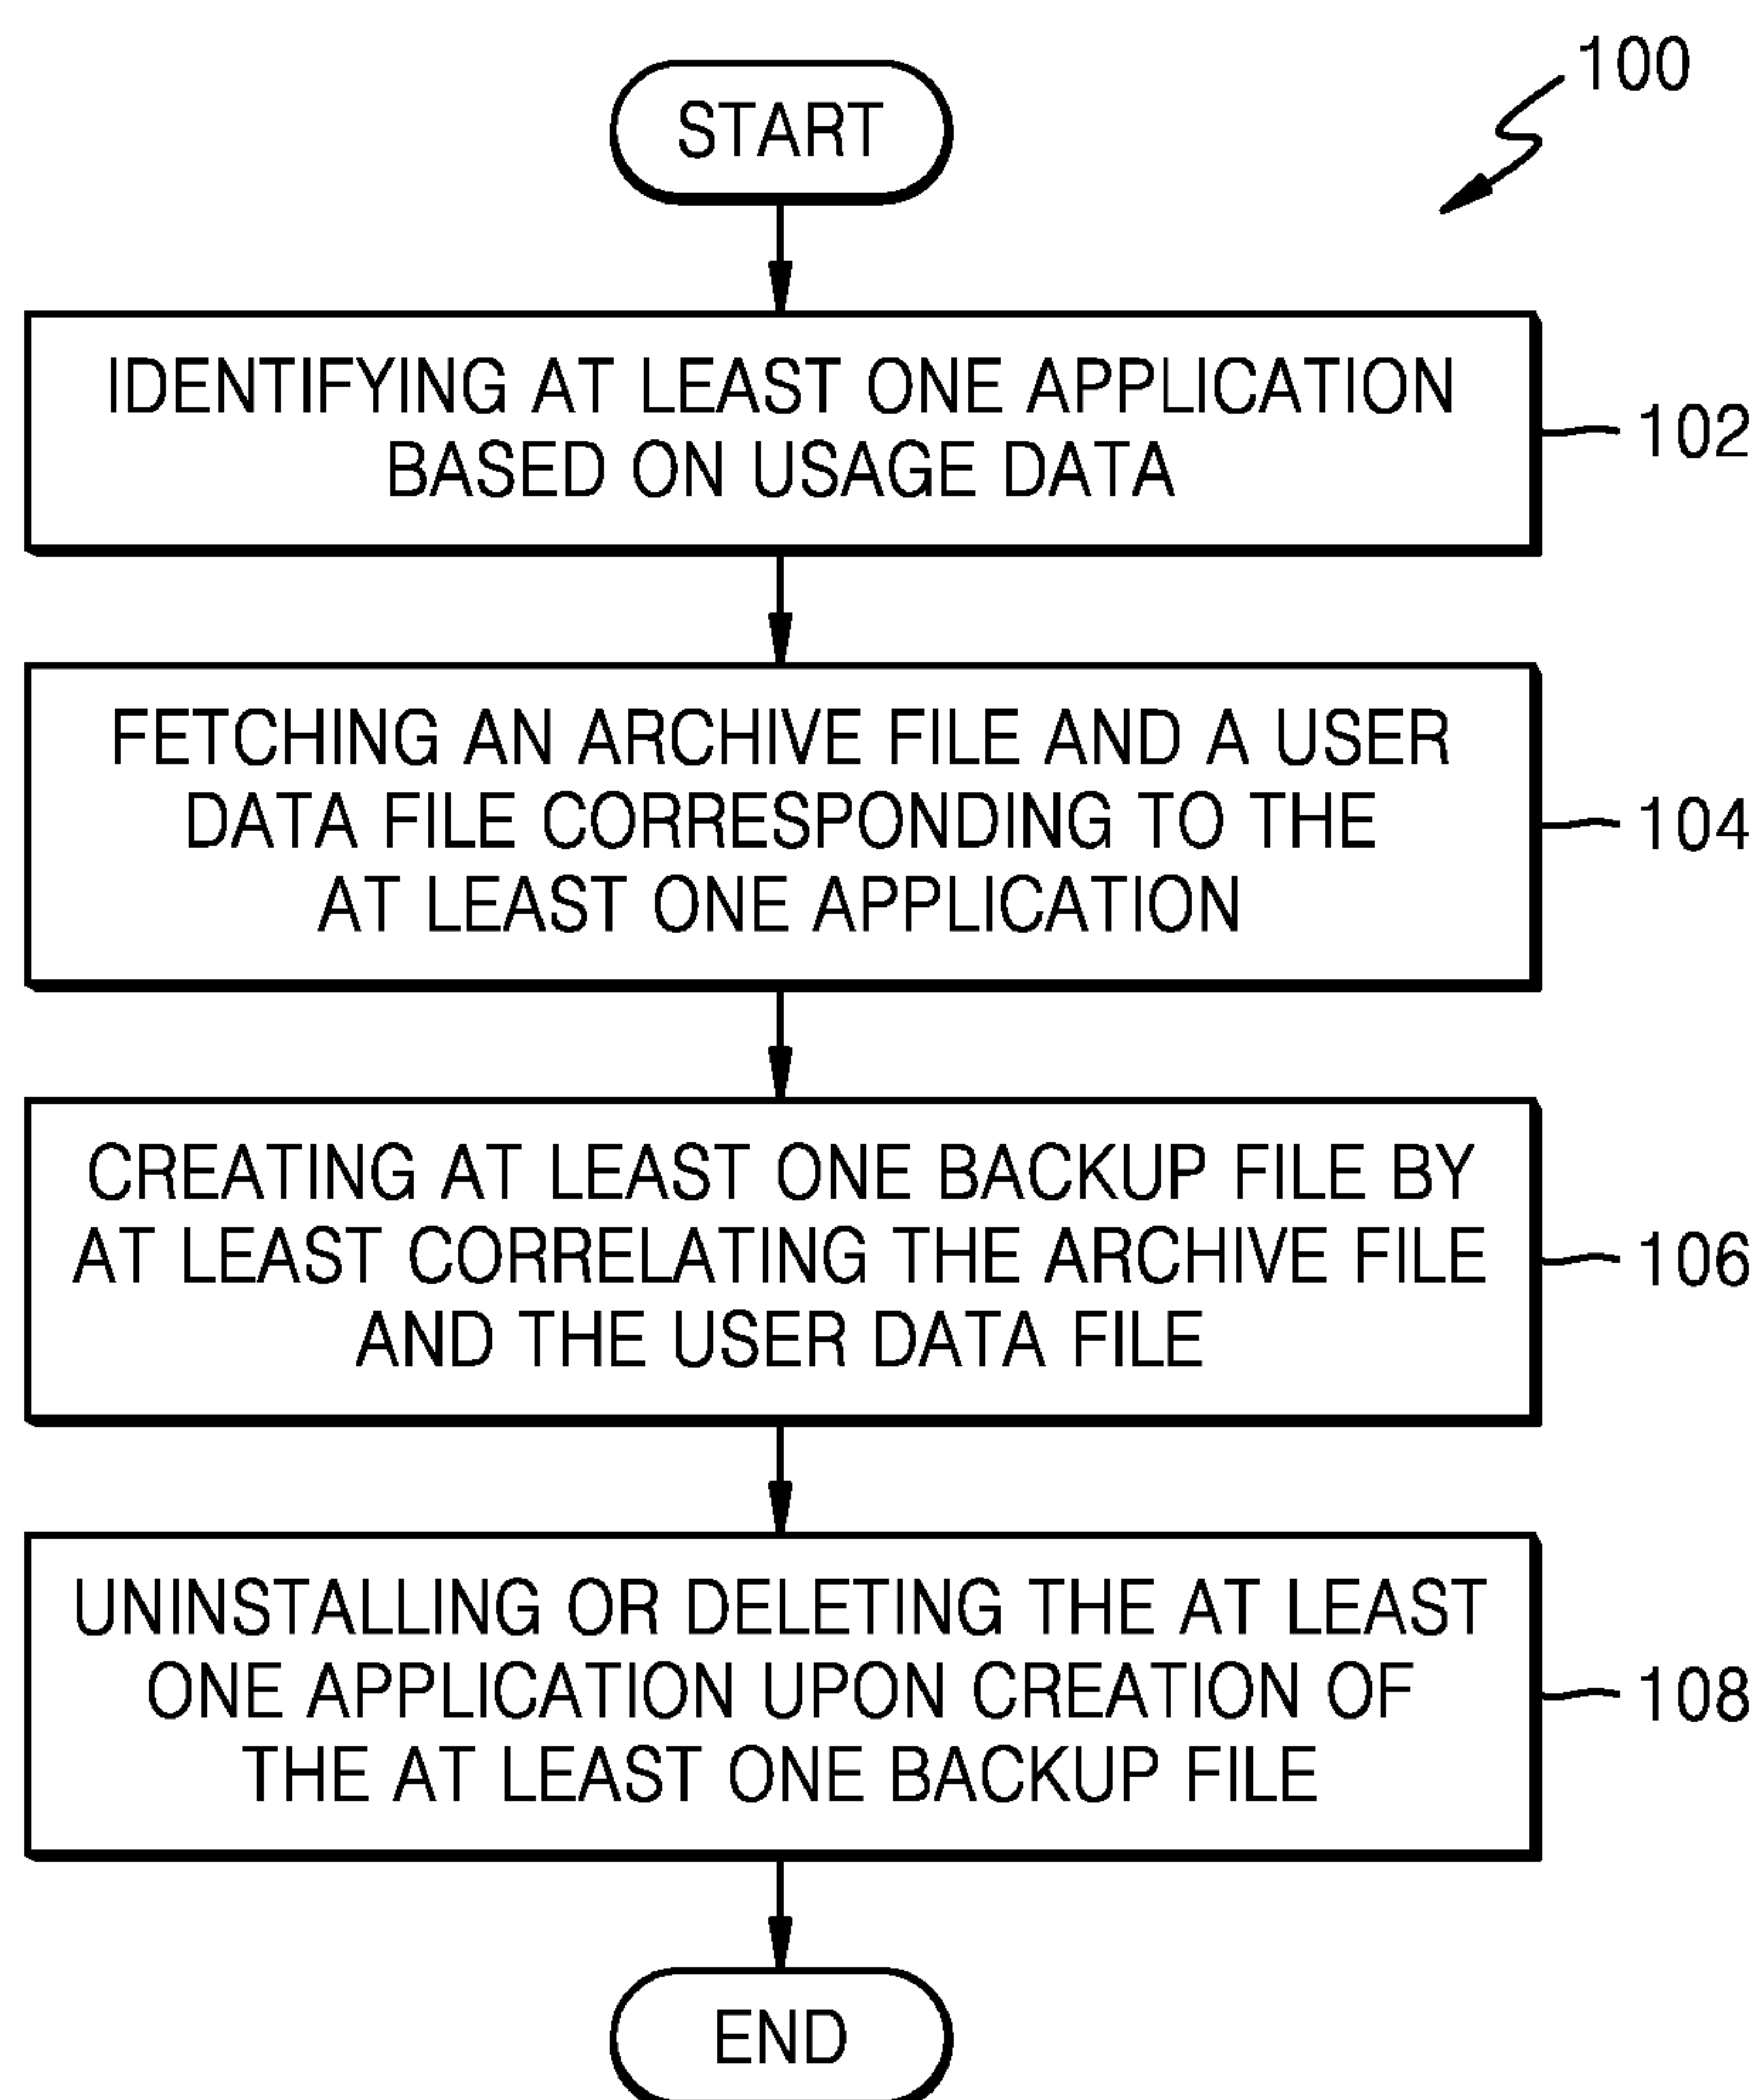 100
START
IDENTIFYING AT LEAST ONE APPLICATION
BASED ON USAGE DATA
102
FETCHING AN ARCHIVE FILE AND A USER
DATA FILE CORRESPONDING TO THE
AT LEAST ONE APPLICATION
104
CREATING AT LEAST ONE BACKUP FILE BY
AT LEAST CORRELATING THE ARCHIVE FILE
AND THE USER DATA FILE
106
UNINSTALLING OR DELETING THE AT LEAST
ONE APPLICATION UPON CREATION OF
THE AT LEAST ONE BACKUP FILE
108
END